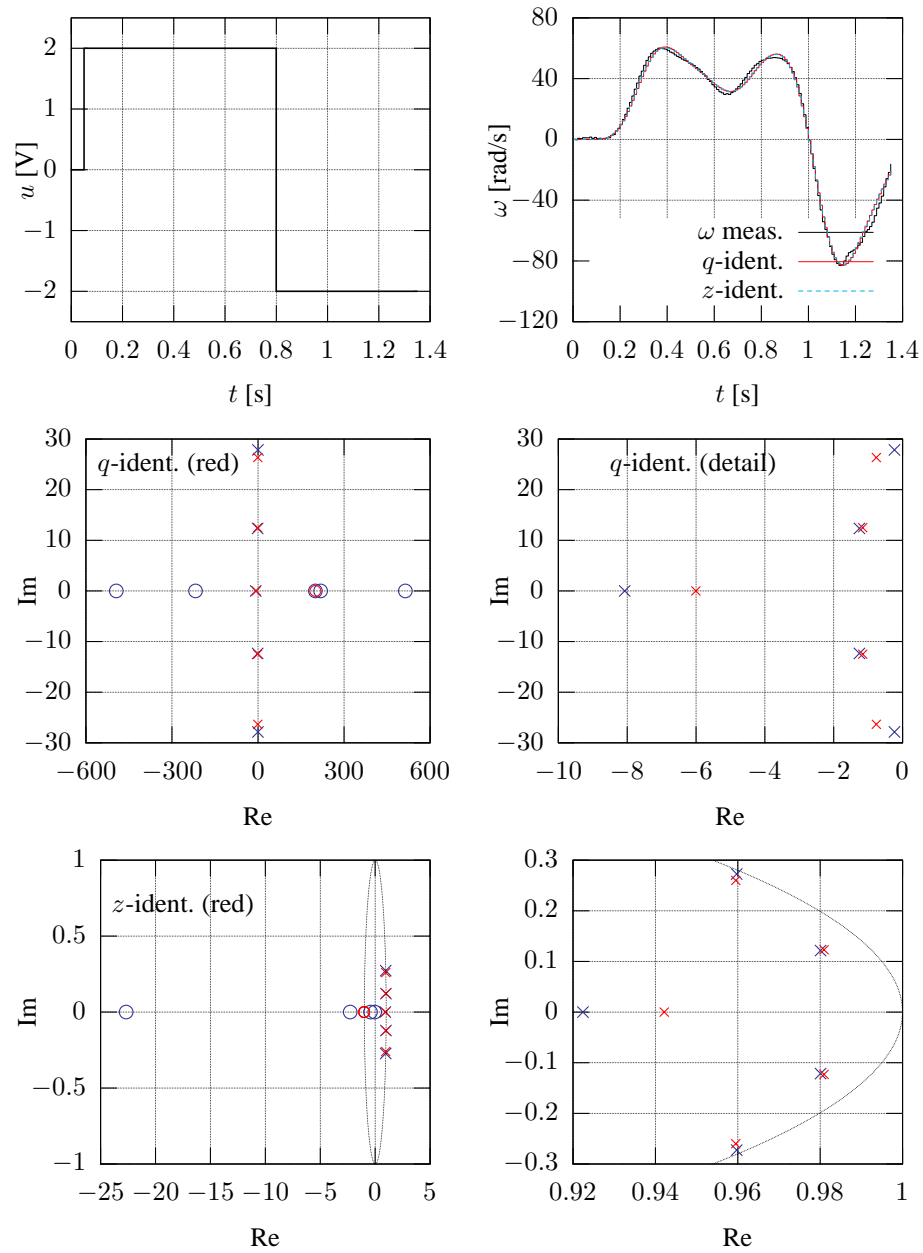 2
1
0
−1
−2
u [V]
0 0.2 0.4 0.6 0.8 1 1.2 1.4
t [s]
80
40
0
−40
−80
−120
ω [rad/s]
ω meas.
q-ident.
z-ident.
0 0.2 0.4 0.6 0.8 1 1.2 1.4
t [s]
30
20
10
0
−10
−20
−30
Im
q-ident. (red)
−600 −300 0 300 600
Re
30
20
10
0
−10
−20
−30
Im
q-ident. (detail)
−10 −8 −6 −4 −2 0
Re
1
0.5
0
−0.5
−1
Im
z-ident. (red)
−25 −20 −15 −10 −5 0 5
Re
0.3
0.2
0.1
0
−0.1
−0.2
−0.3
Im
0.92 0.94 0.96 0.98 1
Re